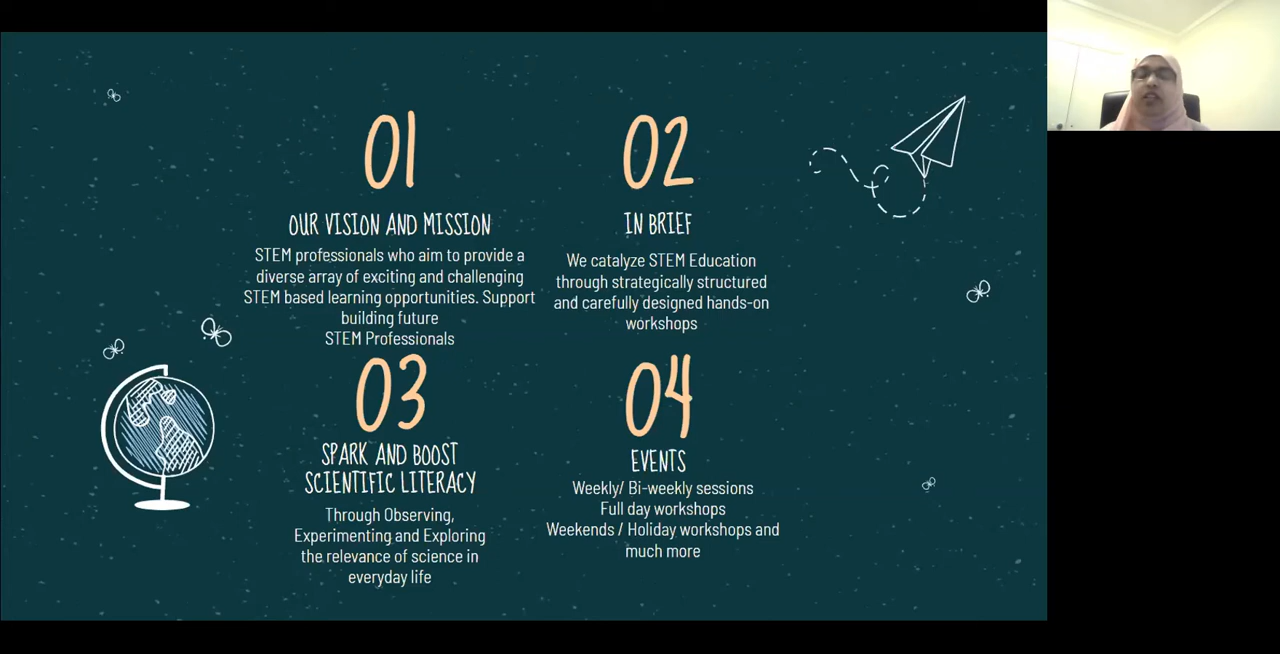 01
OUR VISION AND MISSION
STEM professionals who aim to provide a
diverse array of exciting and challenging
STEM based learning opportunities. Support
building future
STEM Professionals
02
IN BRIEF
We catalyze STEM Education
through strategically structured
and carefully designed hands-on
workshops
03
SPARK AND BOOST
SCIENTIFIC LITERACY
Through Observing,
Experimenting and Exploring
the relevance of science in
everyday life
04
EVENTS
Weekly/ Bi-weekly sessions
Full day workshops
Weekends / Holiday workshops and
much more